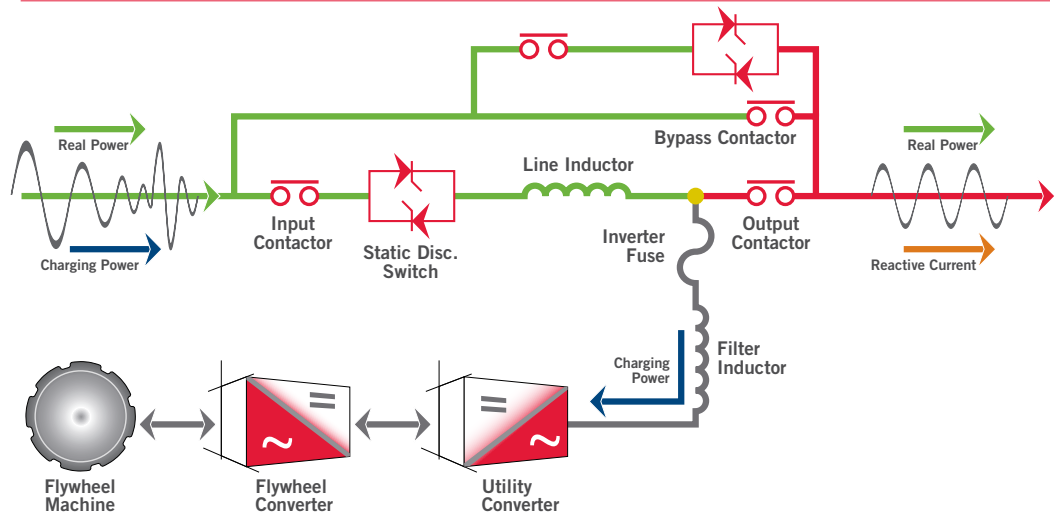 Real Power
Charging Power
Input
Contactor
Static Disc.
Switch
Line Inductor
Bypass Contactor
Output
Contactor
Real Power
Reactive Current
Inverter
Fuse
Filter
Inductor
Charging
Power
Flywheel
Machine
Flywheel
Converter
Utility
Converter